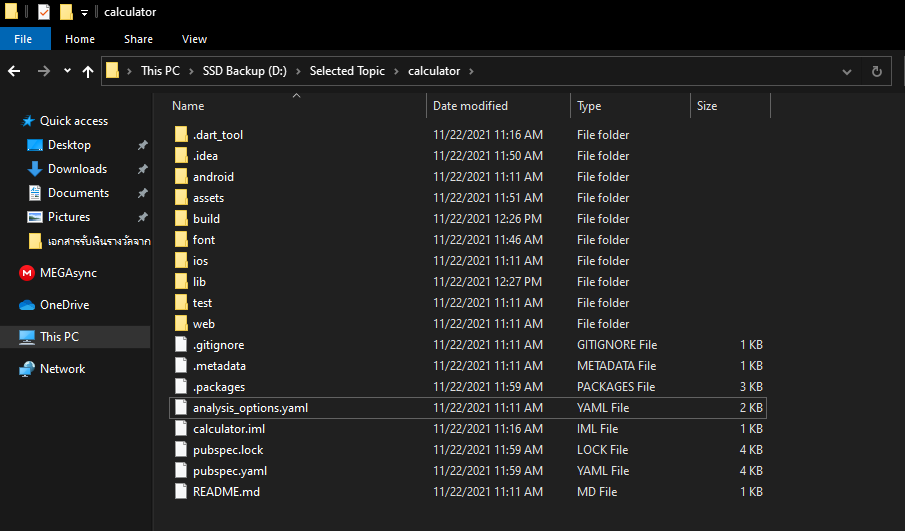 calculator
File Home Share View
This PC > SSD Backup (D:) > Selected Topic > calculator >
Name Date modified Type Size
Quick access
Desktop
Downloads
Documents
Pictures
เอกสารรับเงินรางวัลจาก
MEGAsync
OneDrive
This PC
Network
.dart_tool 11/22/2021 11:16 AM File folder
.idea 11/22/2021 11:50 AM File folder
android 11/22/2021 11:11 AM File folder
assets 11/22/2021 11:51 AM File folder
build 11/22/2021 12:26 PM File folder
font 11/22/2021 11:46 AM File folder
ios 11/22/2021 11:11 AM File folder
lib 11/22/2021 12:27 PM File folder
test 11/22/2021 11:11 AM File folder
web 11/22/2021 11:11 AM File folder
.gitignore 11/22/2021 11:11 AM GITIGNORE File 1 KB
.metadata 11/22/2021 11:11 AM METADATA File 1 KB
.packages 11/22/2021 11:59 AM PACKAGES File 3 KB
analysis_options.yaml 11/22/2021 11:11 AM YAML File 2 KB
calculator.iml 11/22/2021 11:16 AM IML File 1 KB
pubspec.lock 11/22/2021 11:59 AM LOCK File 4 KB
pubspec.yaml 11/22/2021 11:59 AM YAML File 4 KB
README.md 11/22/2021 11:11 AM MD File 1 KB